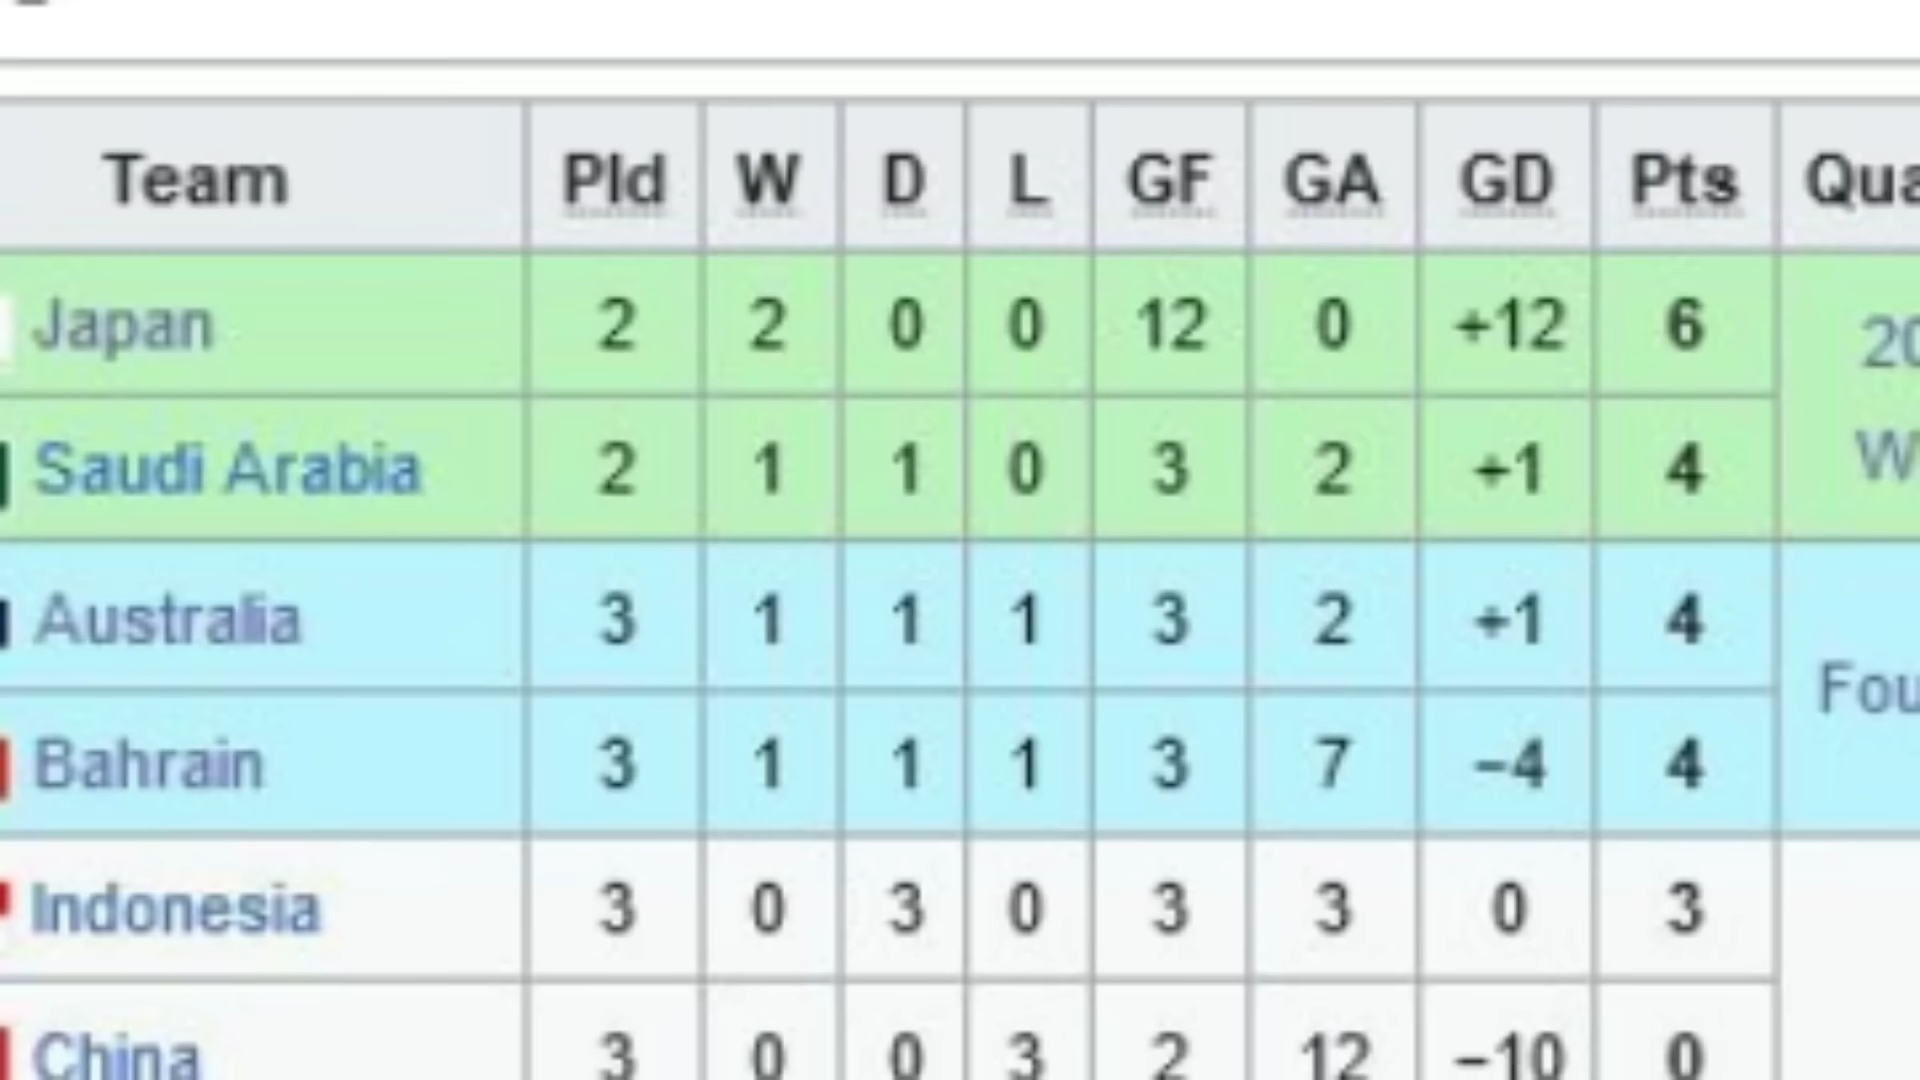 Team Pld W D L GF GA GD Pts Qua
Japan 2 2 0 0 12 0 +12 6 20
Saudi Arabia 2 1 1 0 3 2 +1 4 W
Australia 3 1 1 1 3 2 +1 4
Bahrain 3 1 1 1 3 7 −4 4 Fou
Indonesia 3 0 3 0 3 3 0 3
China 3 0 0 3 2 12 −10 0